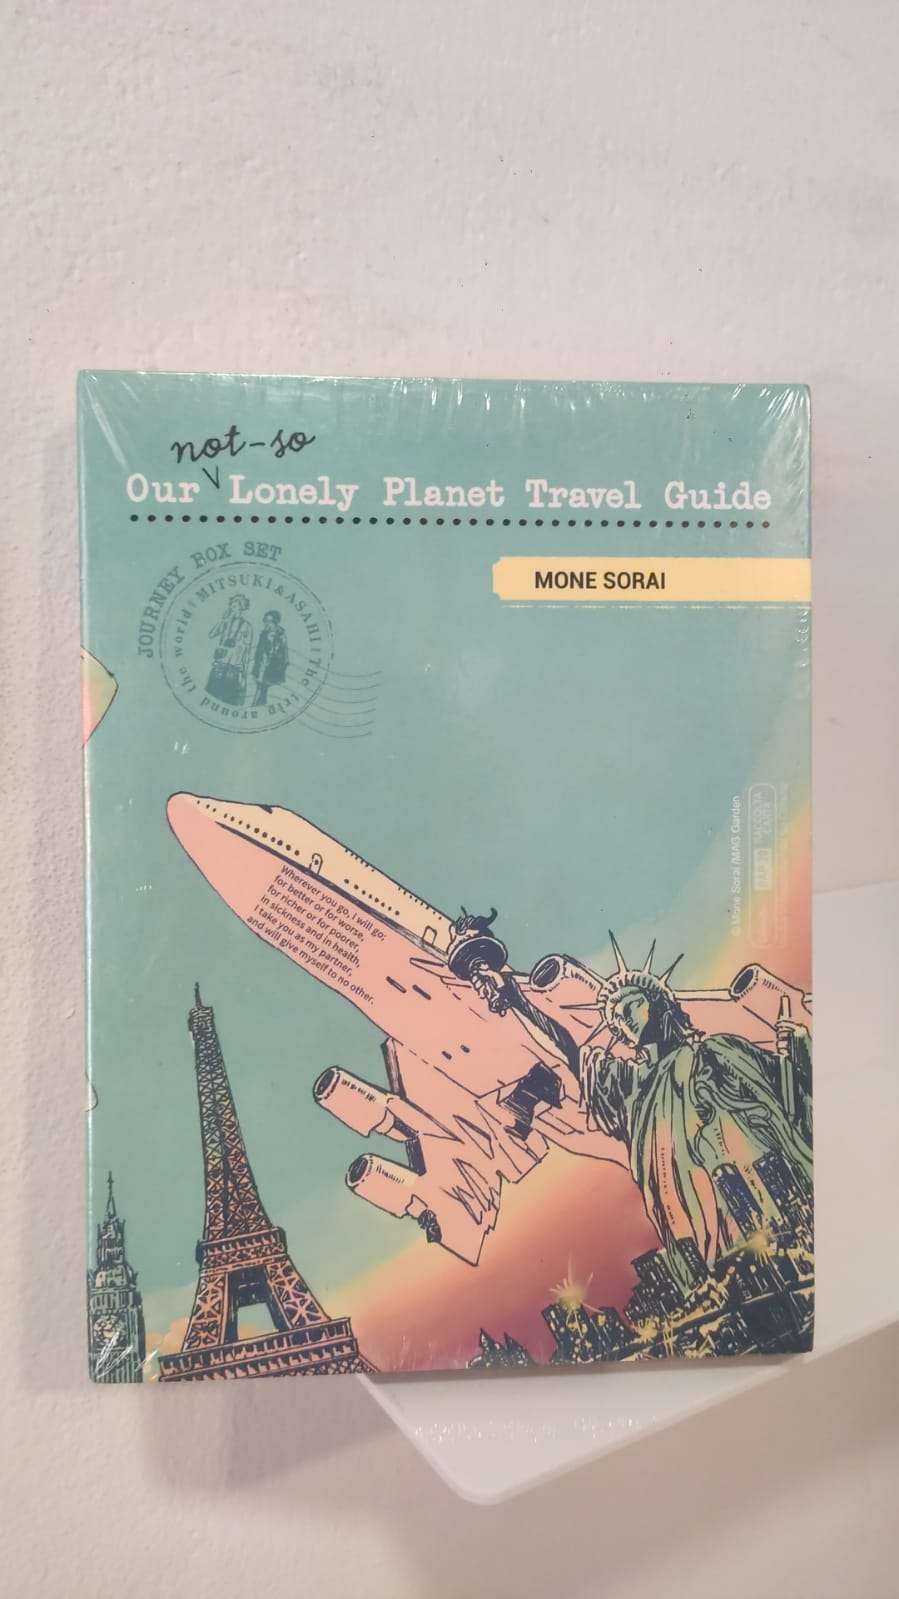 not-so
Our Lonely Planet Travel Guide
MONE SORAI
JOURNEY BOX SET
MITSUKI & ASAHI : The trip around the world :
Wherever you go, I will go;
for better or for worse,
for richer or for poorer,
in sickness and in health,
I take you as my partner,
and will give myself to no other.
© Mone Sorai/MAG Garden
RACCOLTA
CARTA